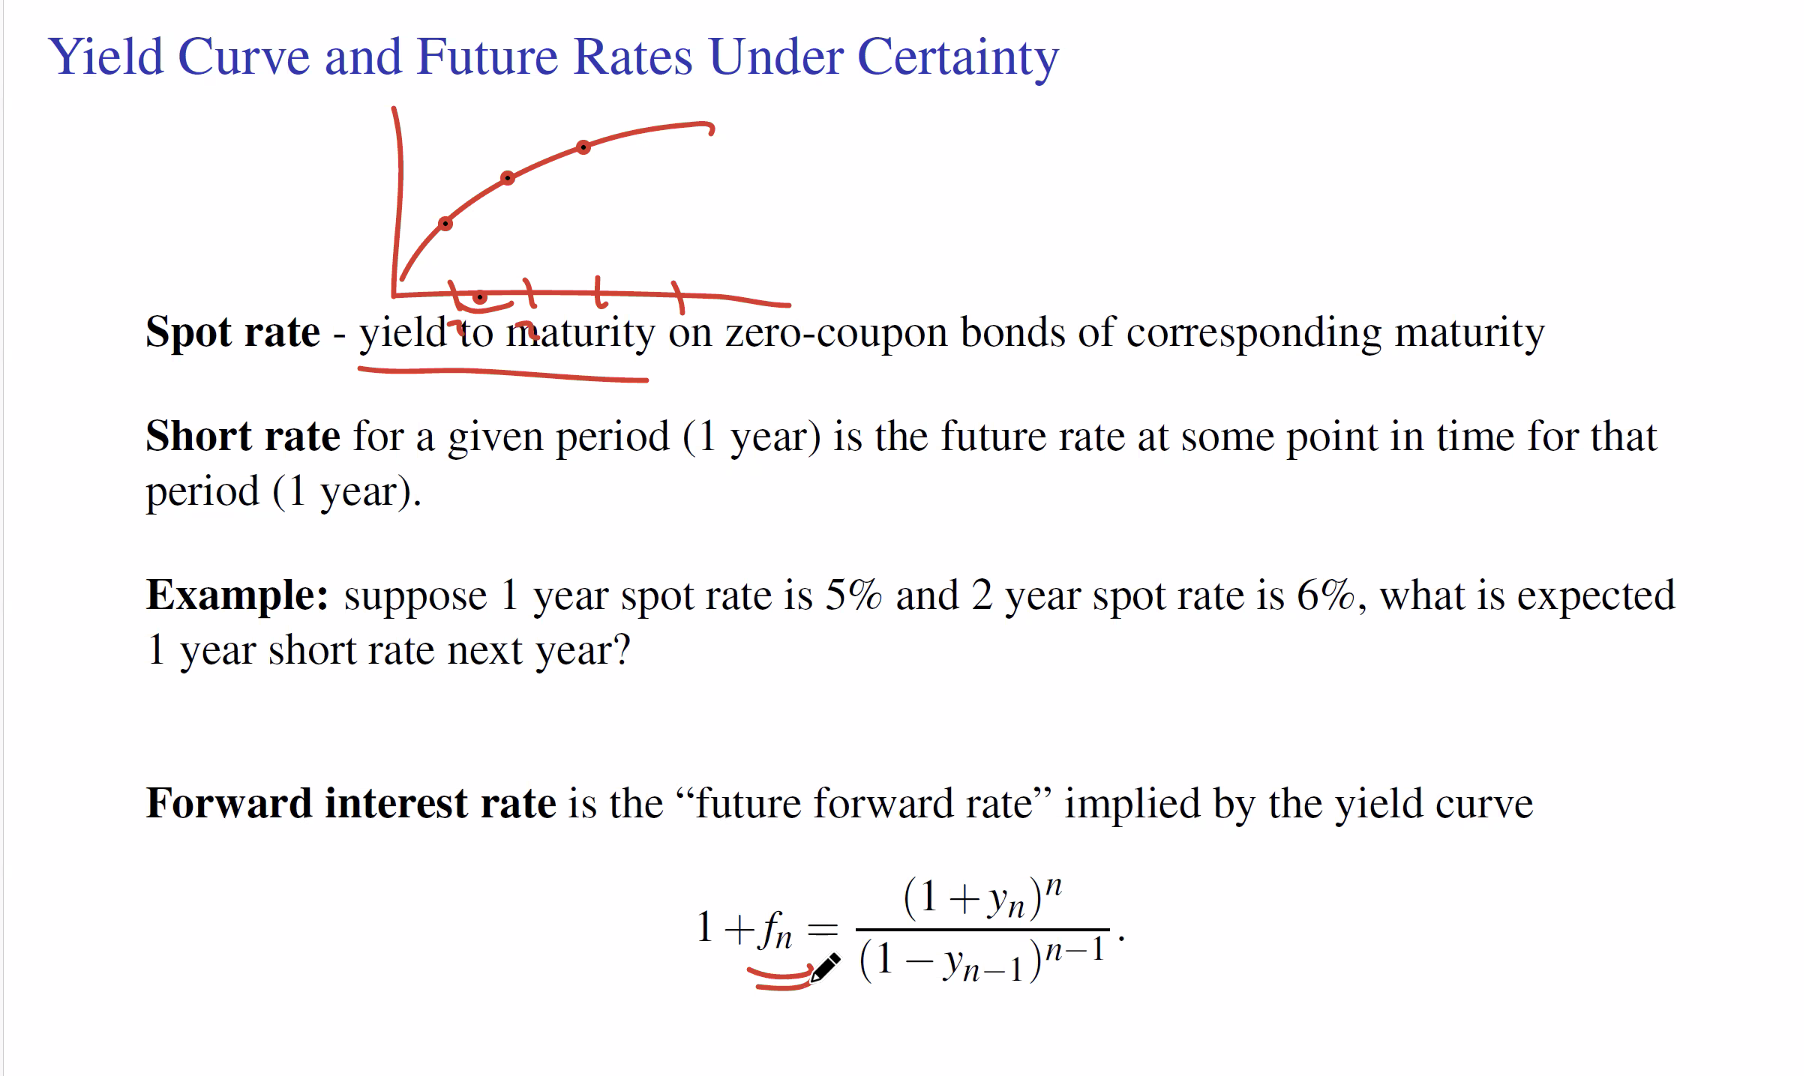 Yield Curve and Future Rates Under Certainty
Spot rate - yield to maturity on zero-coupon bonds of corresponding maturity
Short rate for a given period (1 year) is the future rate at some point in time for that
period (1 year).
Example: suppose 1 year spot rate is 5% and 2 year spot rate is 6%, what is expected
1 year short rate next year?
Forward interest rate is the “future forward rate” implied by the yield curve
1 + fₙ = (1 + yₙ)ⁿ / (1 − yₙ₋₁)ⁿ⁻¹ .